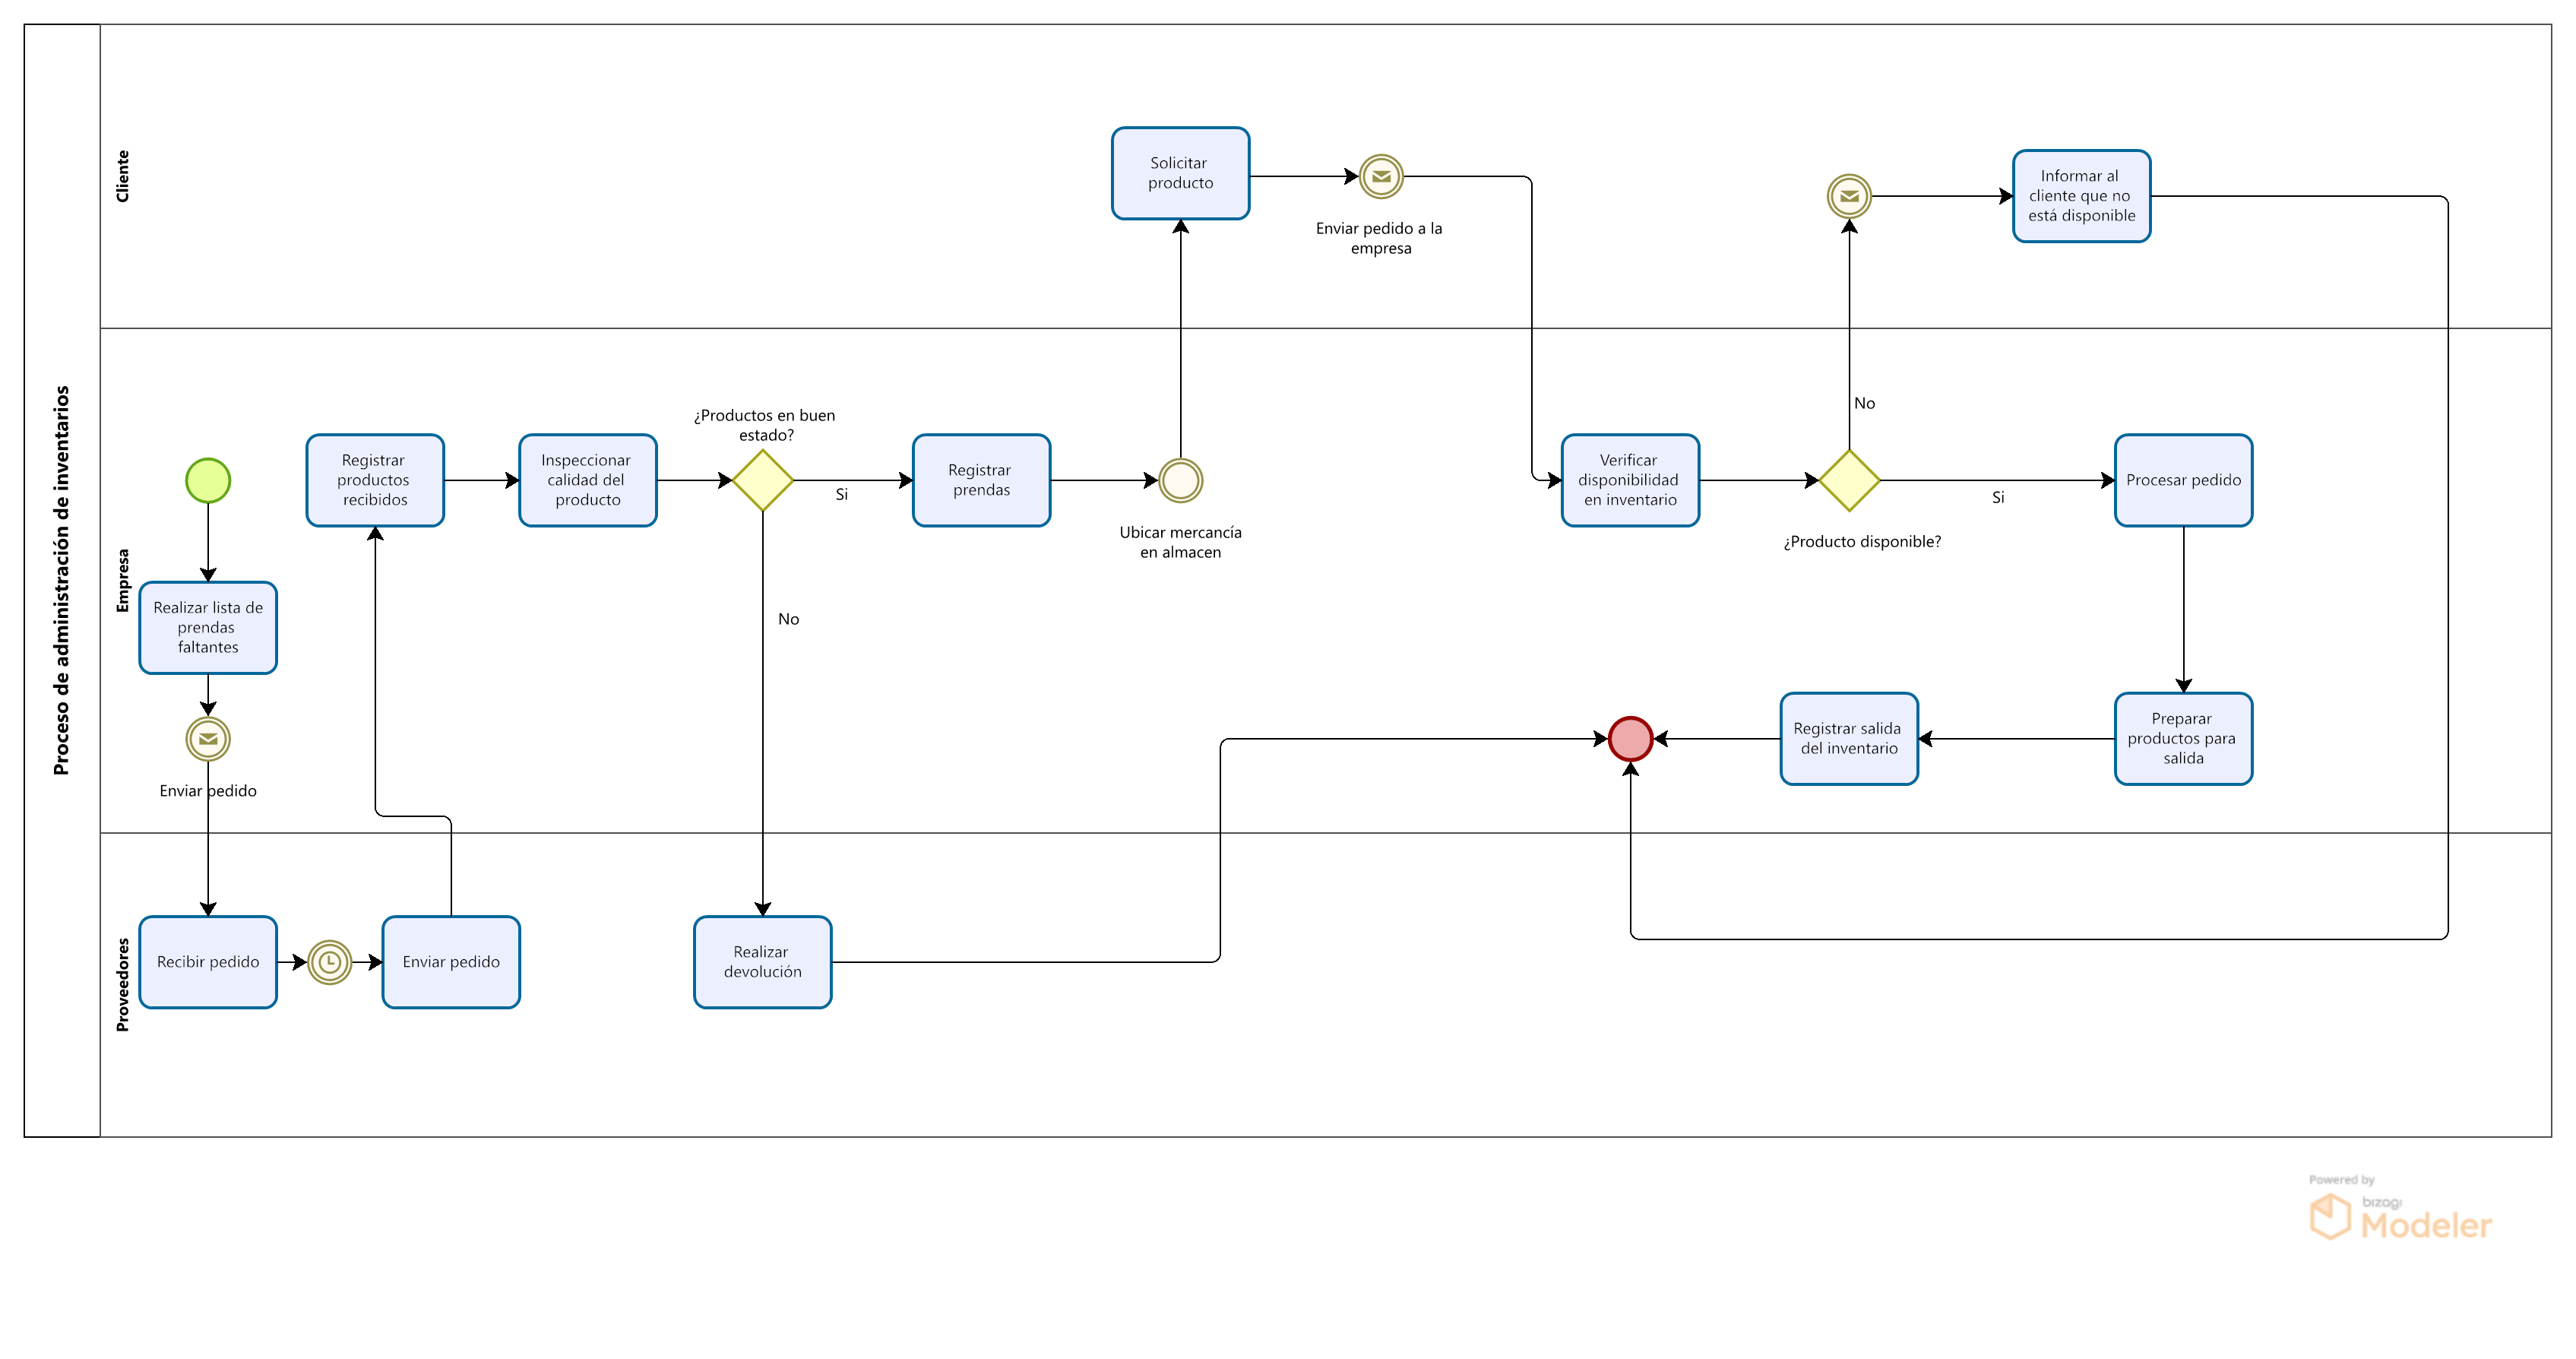 Proceso de administración de inventarios
Cliente
Solicitar
producto
Enviar pedido a la
empresa
Informar al
cliente que no
está disponible
Empresa
Realizar lista de
prendas
faltantes
Enviar pedido
Registrar
productos
recibidos
Inspeccionar
calidad del
producto
¿Productos en buen
estado?
Si
No
Registrar
prendas
Ubicar mercancía
en almacen
Verificar
disponibilidad
en inventario
¿Producto disponible?
No
Si
Procesar pedido
Preparar
productos para
salida
Registrar salida
del inventario
Proveedores
Recibir pedido
Enviar pedido
Realizar
devolución
Powered by
bizagi
Modeler